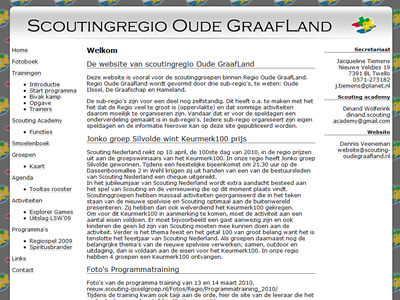 SCOUTINGREGIO OUDE GRAAFLAND
Home
Fotoboek
Trainingen
Introductie
Start programma
Bivak kamp
Opgave
Trainers
Scouting Academy
Functies
Smoelenboek
Groepen
Kaart
Agenda
Tooltas rooster
Activiteiten
Explorer Games
Uitslag LSW'09
Programma's
Regiospel 2009
Spiritusbrander
Links
Contact
Welkom
De website van scoutingregio Oude GraafLand
Deze website is vooral voor de scoutinggroepen binnen Regio Oude GraafLand.
Regio Oude Graafland wordt gevormd door drie sub-regio's, te weten: Oude
IJssel, De Graafschap en Hameland.
De sub-regio's zijn voor een deel nog zelfstandig. Dit heeft o.a. te maken met het
feit dat de Regio veel te groot is (oppervlakte) en dat sommige activiteiten
daarom moeilijk te organiseren zijn. Vandaar dat er voor de speldagen een
onderverdeling gemaakt is in sub-regio's. Iedere sub-regio organiseert zijn eigen
speldagen en de informatie hierover kan op deze site gepubliceerd worden.
Jonko groep Silvolde wint Keurmerk100 prijs
Scouting Nederland reikt op 10 april, de 100ste dag van 2010, in de regio prijzen
uit aan de groepswinnaars van het Keurmerk100. In onze regio heeft Jonko groep
Silvolde gewonnen. Tijdens een feestelijke bijeenkomst om 21.30 uur op de
Dassenbommallee 2 in Wehl krijgen zij uit handen van een van de bestuursleden
van Scouting Nederland een cheque uitgereikt.
In het jubileumjaar van Scouting Nederland wordt extra aandacht besteed aan
het spel van Scouting en de vernieuwing die op dit moment plaats vindt.
Scoutinggroepen hebben massaal activiteiten georganiseerd die in het teken
staan van de nieuwe spelvisie en Scouting optimaal aan de buitenwereld
presenteren. Zij hebben dan ook welverdiend het Keurmerk100 gekregen.
Om voor dit Keurmerk100 in aanmerking te komen, moet de activiteit aan een
aantal eisen voldoen. Er moet bijvoorbeeld een gast aanwezig zijn en ook
kinderen die geen lid zijn van Scouting moeten mee kunnen doen aan de
activiteit. Verder is het thema feest en het getal 100 van groot belang want het is
tenslotte het feestjaar van Scouting Nederland. Als groepen daarnaast nog de
belangrijke thema's van de nieuwe spelvisie verwerken; samen, outdoor en
uitdaging, dan is voldaan aan de eisen voor het Keurmerk100. Onze regio
feliciteert de groepen die het Keurmerk100 gekregen hebben.
Foto's Programmatraining
Foto's van de programma training van 13 en 14 maart 2010.
nieuw.scouting-ijsselgroep.nl/Fotos/Regio/Programmatraining_2010/
Tijdens de training kwam ook taji aan de orde, hier de site van de leraar die het
Secretariaat
Jacqueline Tiemens
Nieuwe Veldjes 19
7391 BL Twello
0571-275182
j.tiemens@planet.nl
Scouting academy
Dinand Wolferink
dinand.scouting
academy@gmail.com
Website
Dennis Veeneman
website@scouting-
oudegraafland.nl